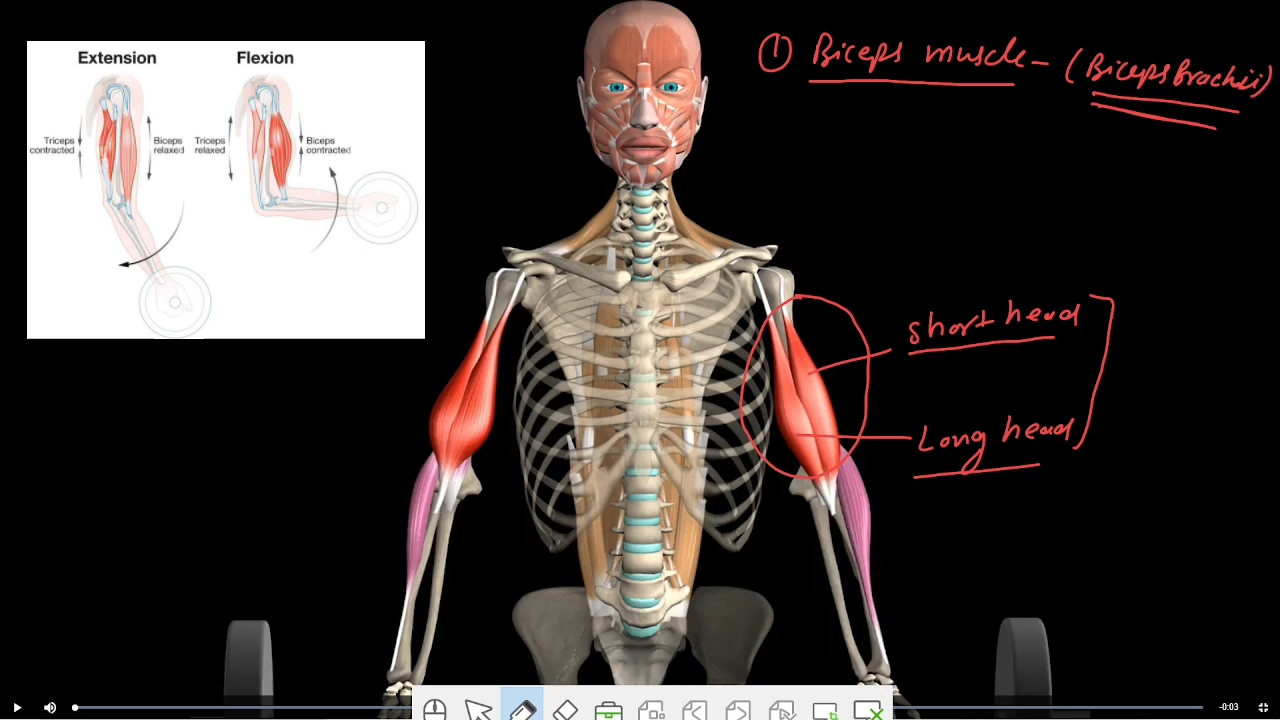 Extension Flexion
Triceps contracted
Biceps relaxed
Triceps relaxed
Biceps contracted
① Biceps muscle - (Biceps Brachii)
short head
Long head
-0:03